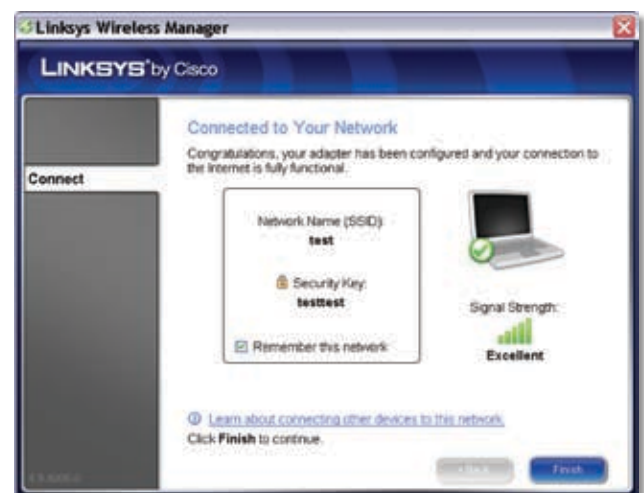 Linksys Wireless Manager
LINKSYS® by Cisco
Connect
Connected to Your Network
Congratulations, your adapter has been configured and your connection to
the Internet is fully functional.
Network Name (SSID):
test
Security Key:
testtest
Remember this network
Signal Strength:
Excellent
Learn about connecting other devices to this network.
Click Finish to continue.
< Back
Finish